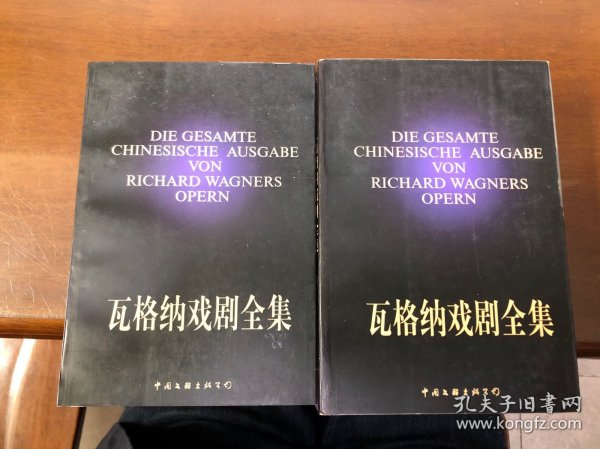 DIE GESAMTE
CHINESISCHE AUSGABE
VON
RICHARD WAGNERS
OPERN
瓦格纳戏剧全集
中国文联出版公司
DIE GESAMTE
CHINESISCHE AUSGABE
VON
RICHARD WAGNERS
OPERN
瓦格纳戏剧全集
中国文联出版公司
孔夫子旧书网
www.kongfz.com